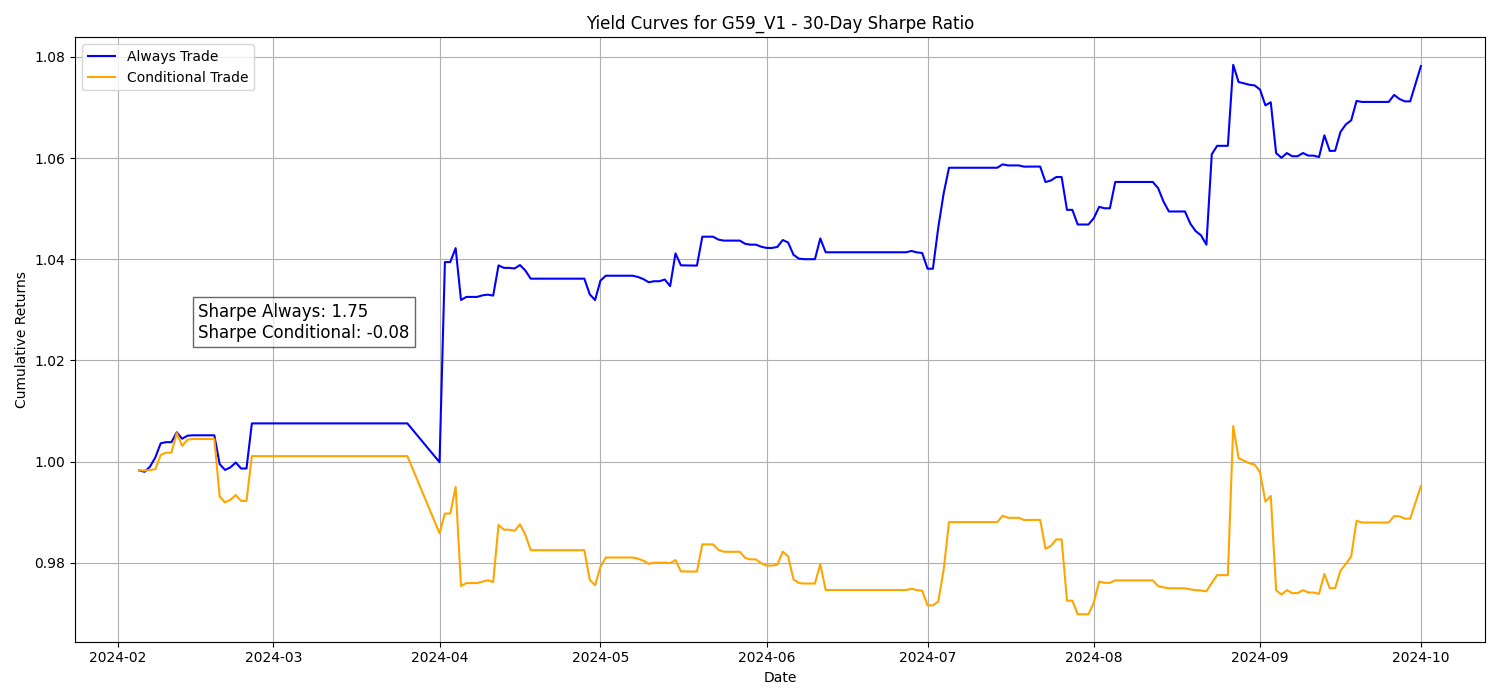 Yield Curves for G59_V1 - 30-Day Sharpe Ratio
Always Trade
Conditional Trade
Sharpe Always: 1.75
Sharpe Conditional: -0.08
Cumulative Returns
1.08
1.06
1.04
1.02
1.00
0.98
2024-02
2024-03
2024-04
2024-05
2024-06
2024-07
2024-08
2024-09
2024-10
Date